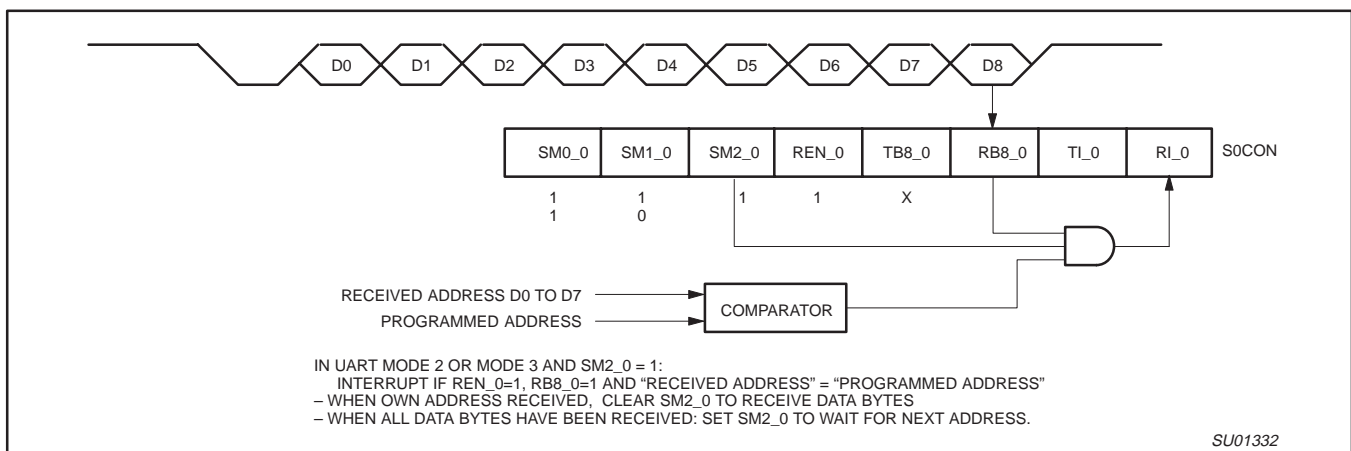 D0 D1 D2 D3 D4 D5 D6 D7 D8
SM0_0 SM1_0 SM2_0 REN_0 TB8_0 RB8_0 TI_0 RI_0 S0CON
1 1 1 1 X
1 0
RECEIVED ADDRESS D0 TO D7
COMPARATOR
PROGRAMMED ADDRESS
IN UART MODE 2 OR MODE 3 AND SM2_0 = 1:
INTERRUPT IF REN_0=1, RB8_0=1 AND “RECEIVED ADDRESS” = “PROGRAMMED ADDRESS”
– WHEN OWN ADDRESS RECEIVED, CLEAR SM2_0 TO RECEIVE DATA BYTES
– WHEN ALL DATA BYTES HAVE BEEN RECEIVED: SET SM2_0 TO WAIT FOR NEXT ADDRESS.
SU01332